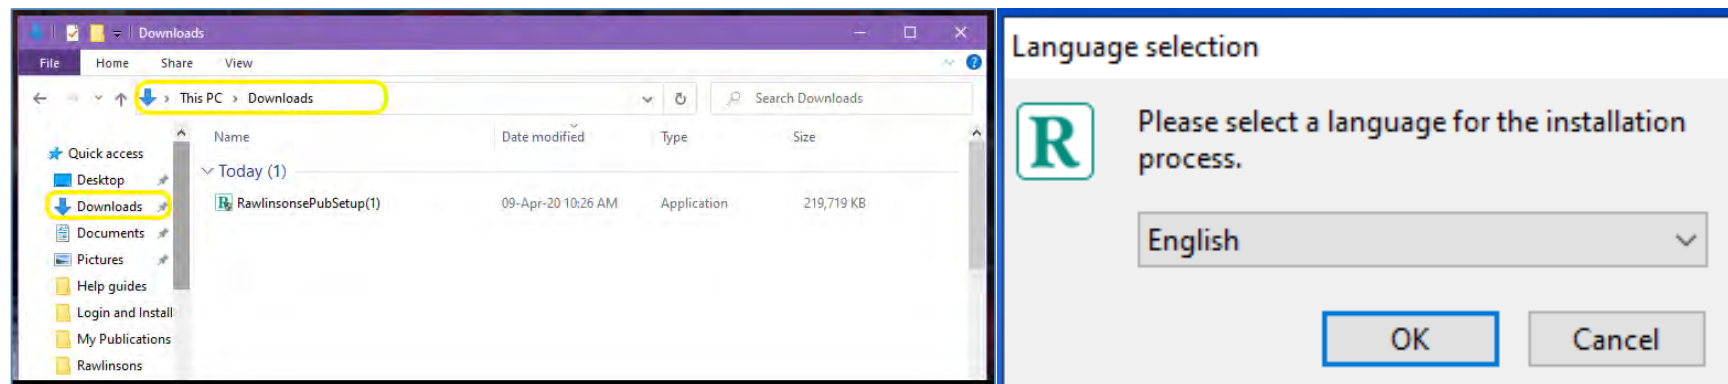 Downloads
File Home Share View
This PC > Downloads
Search Downloads
Name Date modified Type Size
Quick access
Desktop
Downloads
Documents
Pictures
Help guides
Login and Install
My Publications
Rawlinsons
Today (1)
RawlinsonsePubSetup(1) 09-Apr-20 10:26 AM Application 219,719 KB
Language selection
R
Please select a language for the installation
process.
English
OK Cancel